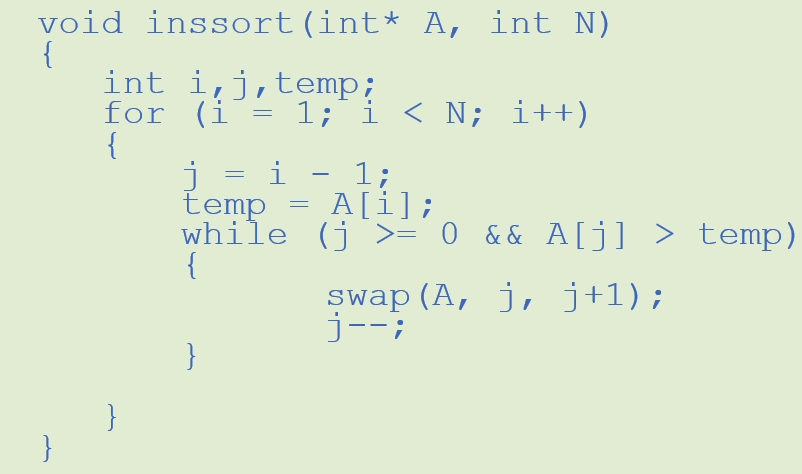 void inssort(int* A, int N)
{
int i,j,temp;
for (i = 1; i < N; i++)
{
j = i - 1;
temp = A[i];
while (j >= 0 && A[j] > temp)
{
swap(A, j, j+1);
j--;
}
}
}